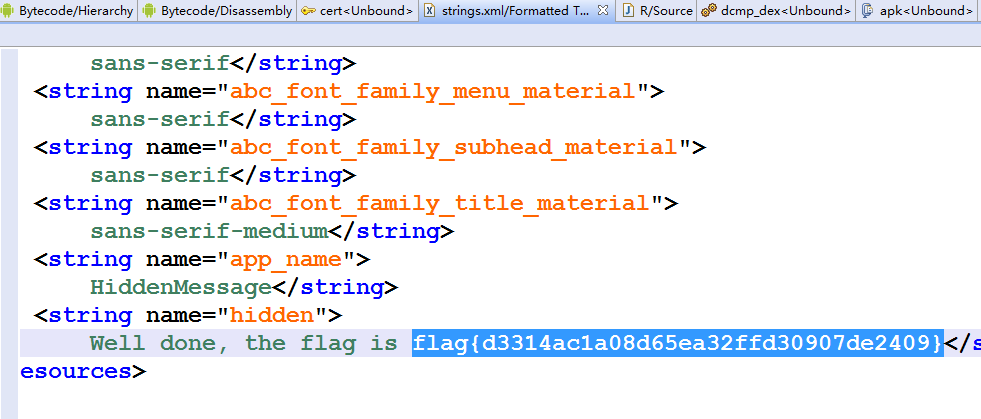 Bytecode/Hierarchy Bytecode/Disassembly cert<Unbound> strings.xml/Formatted T... R/Source dcmp_dex<Unbound> apk<Unbound>
sans-serif</string>
<string name="abc_font_family_menu_material">
sans-serif</string>
<string name="abc_font_family_subhead_material">
sans-serif</string>
<string name="abc_font_family_title_material">
sans-serif-medium</string>
<string name="app_name">
HiddenMessage</string>
<string name="hidden">
Well done, the flag is flag{d3314ac1a08d65ea32ffd30907de2409}</s
esources>